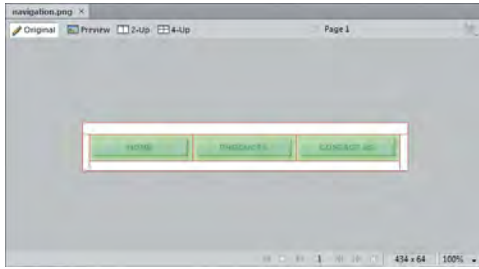 navigation.png ×
Original Preview 2-Up 4-Up Page 1
HOME PRODUCTS CONTACT US
1 434 x 64 100%